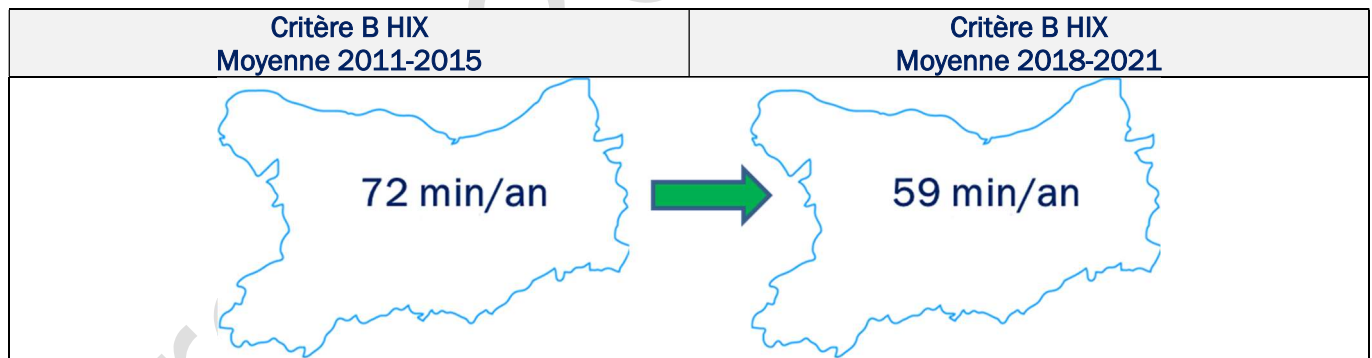 Critère B HIX
Moyenne 2011-2015
Critère B HIX
Moyenne 2018-2021
72 min/an
59 min/an